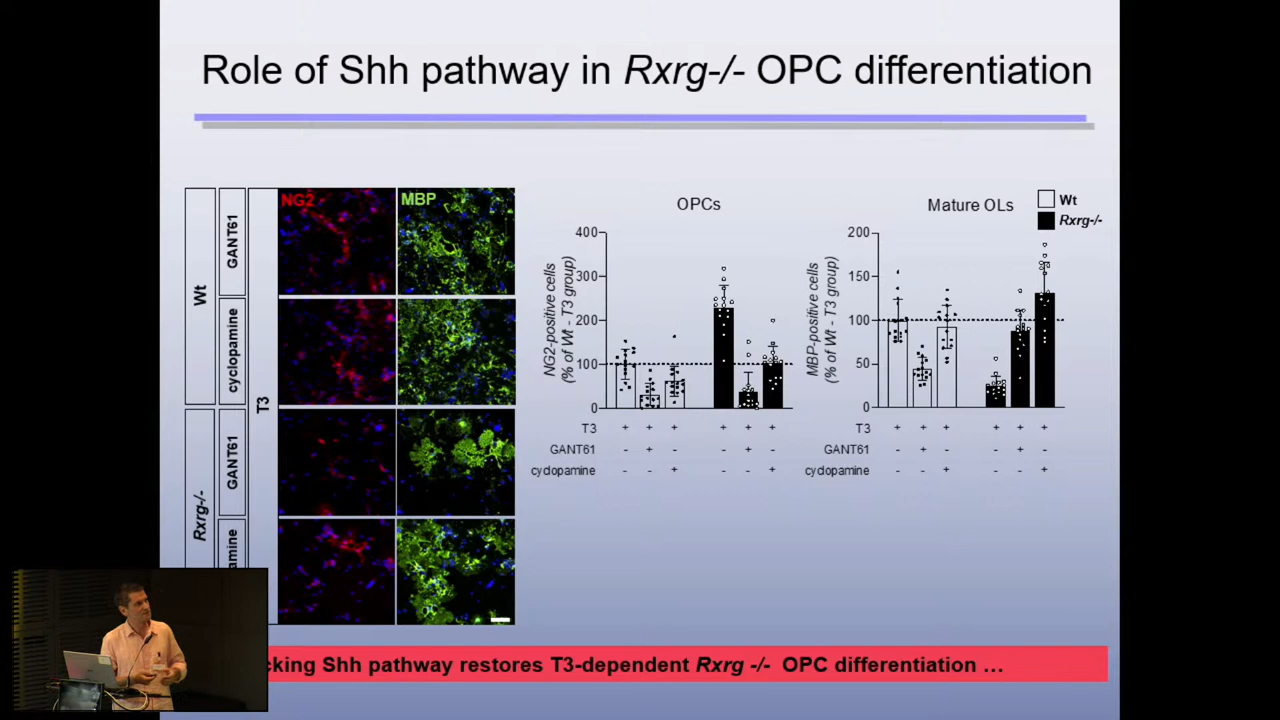 Role of Shh pathway in Rxrg-/- OPC differentiation
Wt
GANT61
cyclopamine
Rxrg-/-
GANT61
amine
T3
NG2
MBP
OPCs
NG2-positive cells
(% of Wt - T3 group)
400
300
200
100
0
T3 + + + + + +
GANT61 - + - - + -
cyclopamine - - + - - +
Mature OLs
Wt
Rxrg-/-
MBP-positive cells
(% of Wt - T3 group)
200
150
100
50
0
T3 + + + + + +
GANT61 - + - - + -
cyclopamine - - + - - +
cking Shh pathway restores T3-dependent Rxrg -/- OPC differentiation ...